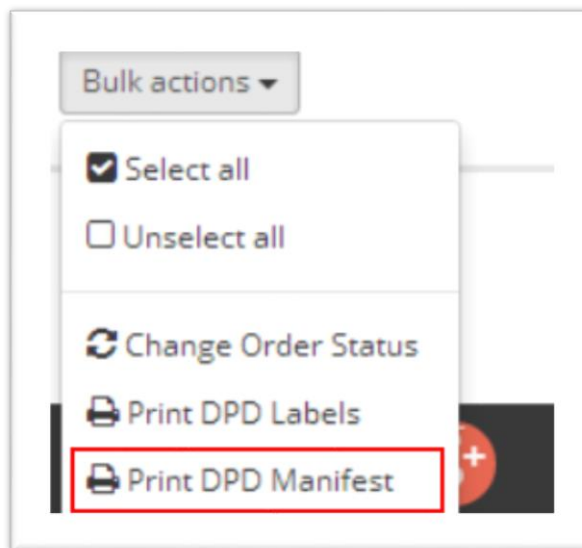 Bulk actions
Select all
Unselect all
Change Order Status
Print DPD Labels
Print DPD Manifest